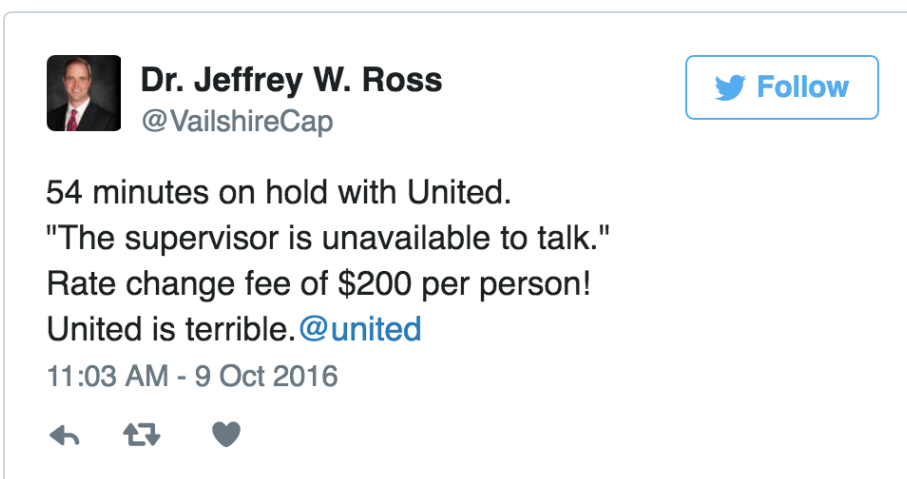 Dr. Jeffrey W. Ross
@VailshireCap
Follow
54 minutes on hold with United.
"The supervisor is unavailable to talk."
Rate change fee of $200 per person!
United is terrible.@united
11:03 AM - 9 Oct 2016